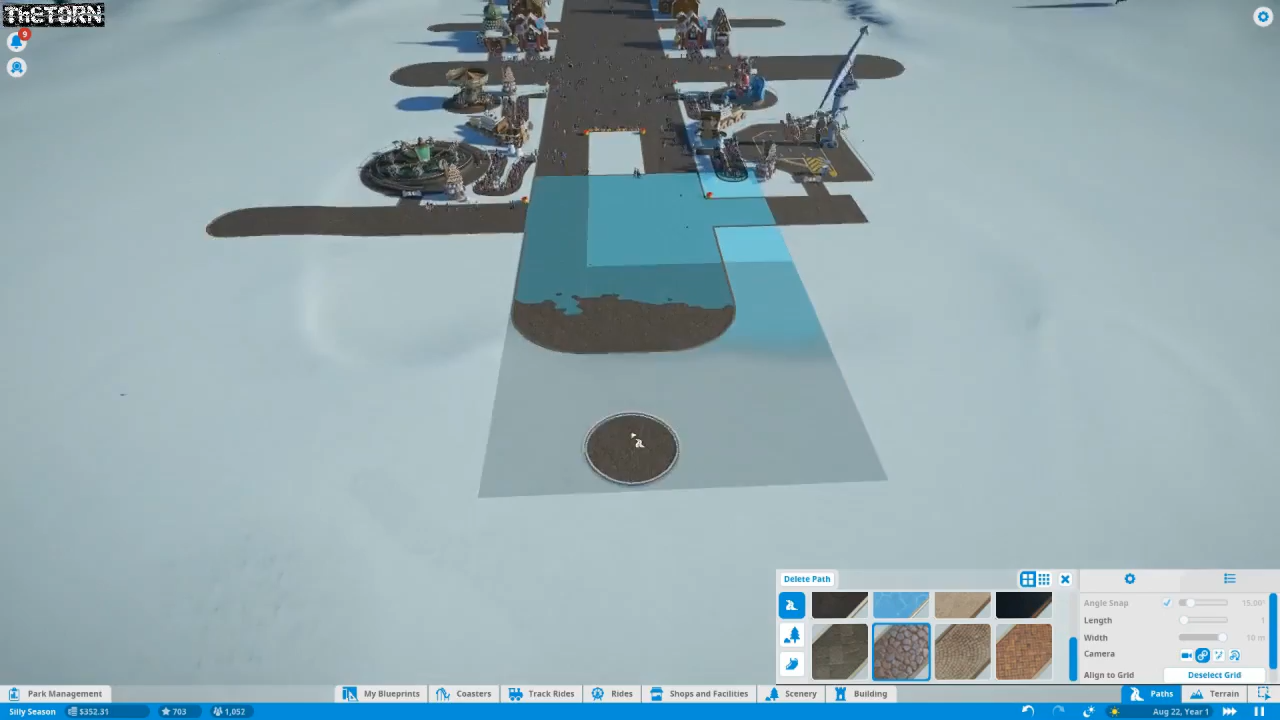 THETORN
9
Delete Path
Angle Snap 15.00°
Length 1
Width 10 m
Camera
Align to Grid Deselect Grid
Park Management My Blueprints Coasters Track Rides Rides Shops and Facilities Scenery Building Paths Terrain
Silly Season $352.31 703 1,052 Aug 22, Year 1